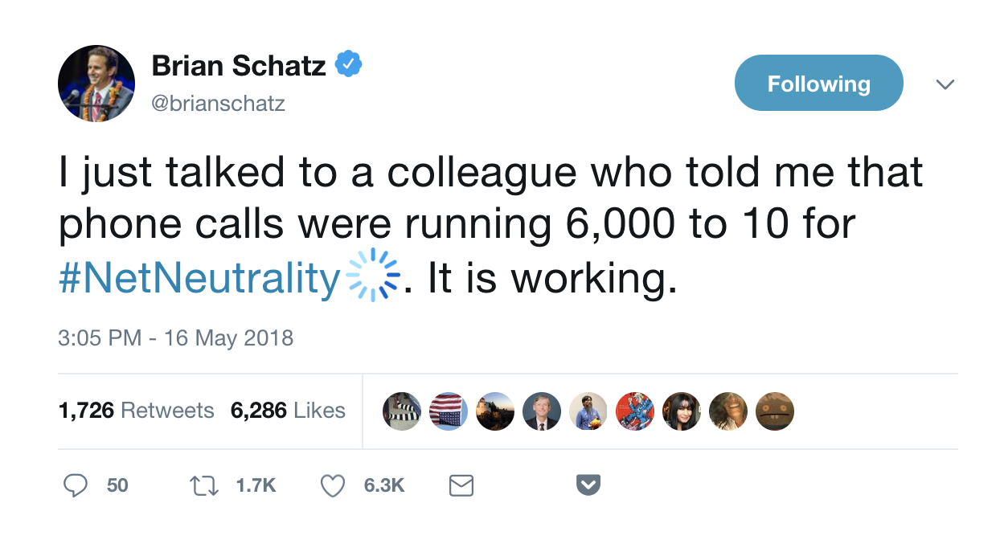 Brian Schatz
@brianschatz
Following
I just talked to a colleague who told me that
phone calls were running 6,000 to 10 for
#NetNeutrality. It is working.
3:05 PM - 16 May 2018
1,726 Retweets 6,286 Likes
50 1.7K 6.3K